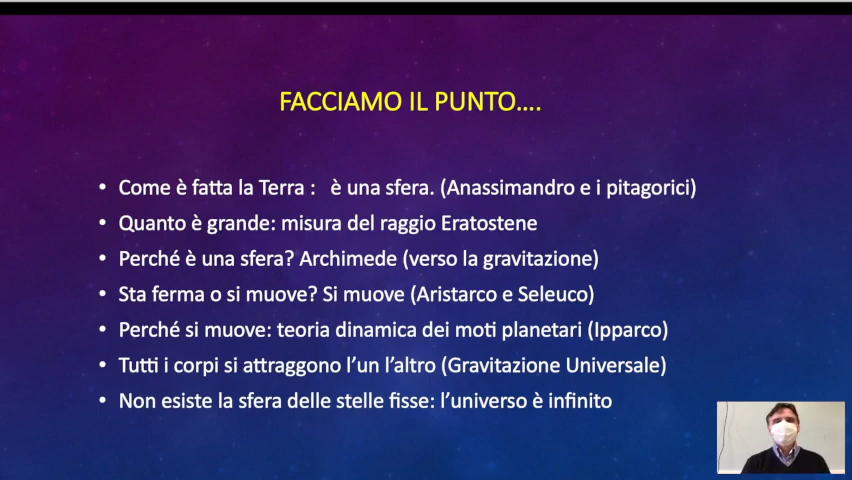 FACCIAMO IL PUNTO....
• Come è fatta la Terra : è una sfera. (Anassimandro e i pitagorici)
• Quanto è grande: misura del raggio Eratostene
• Perché è una sfera? Archimede (verso la gravitazione)
• Sta ferma o si muove? Si muove (Aristarco e Seleuco)
• Perché si muove: teoria dinamica dei moti planetari (Ipparco)
• Tutti i corpi si attraggono l’un l’altro (Gravitazione Universale)
• Non esiste la sfera delle stelle fisse: l’universo è infinito